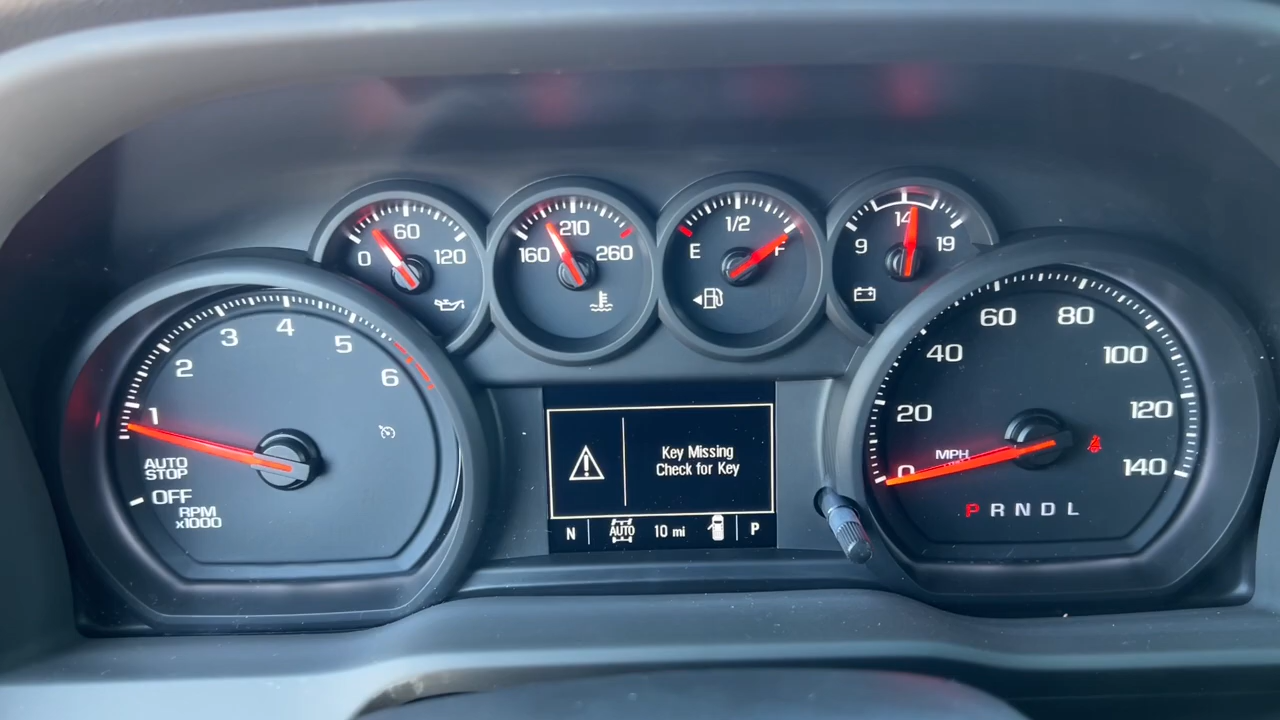 0 60 120
160 210 260
E 1/2 F
9 14 19
1 2 3 4 5 6
AUTO
STOP
OFF
RPM
x1000
Key Missing
Check for Key
N AUTO 10 mi P
0 20 40 60 80 100 120 140
MPH
P R N D L